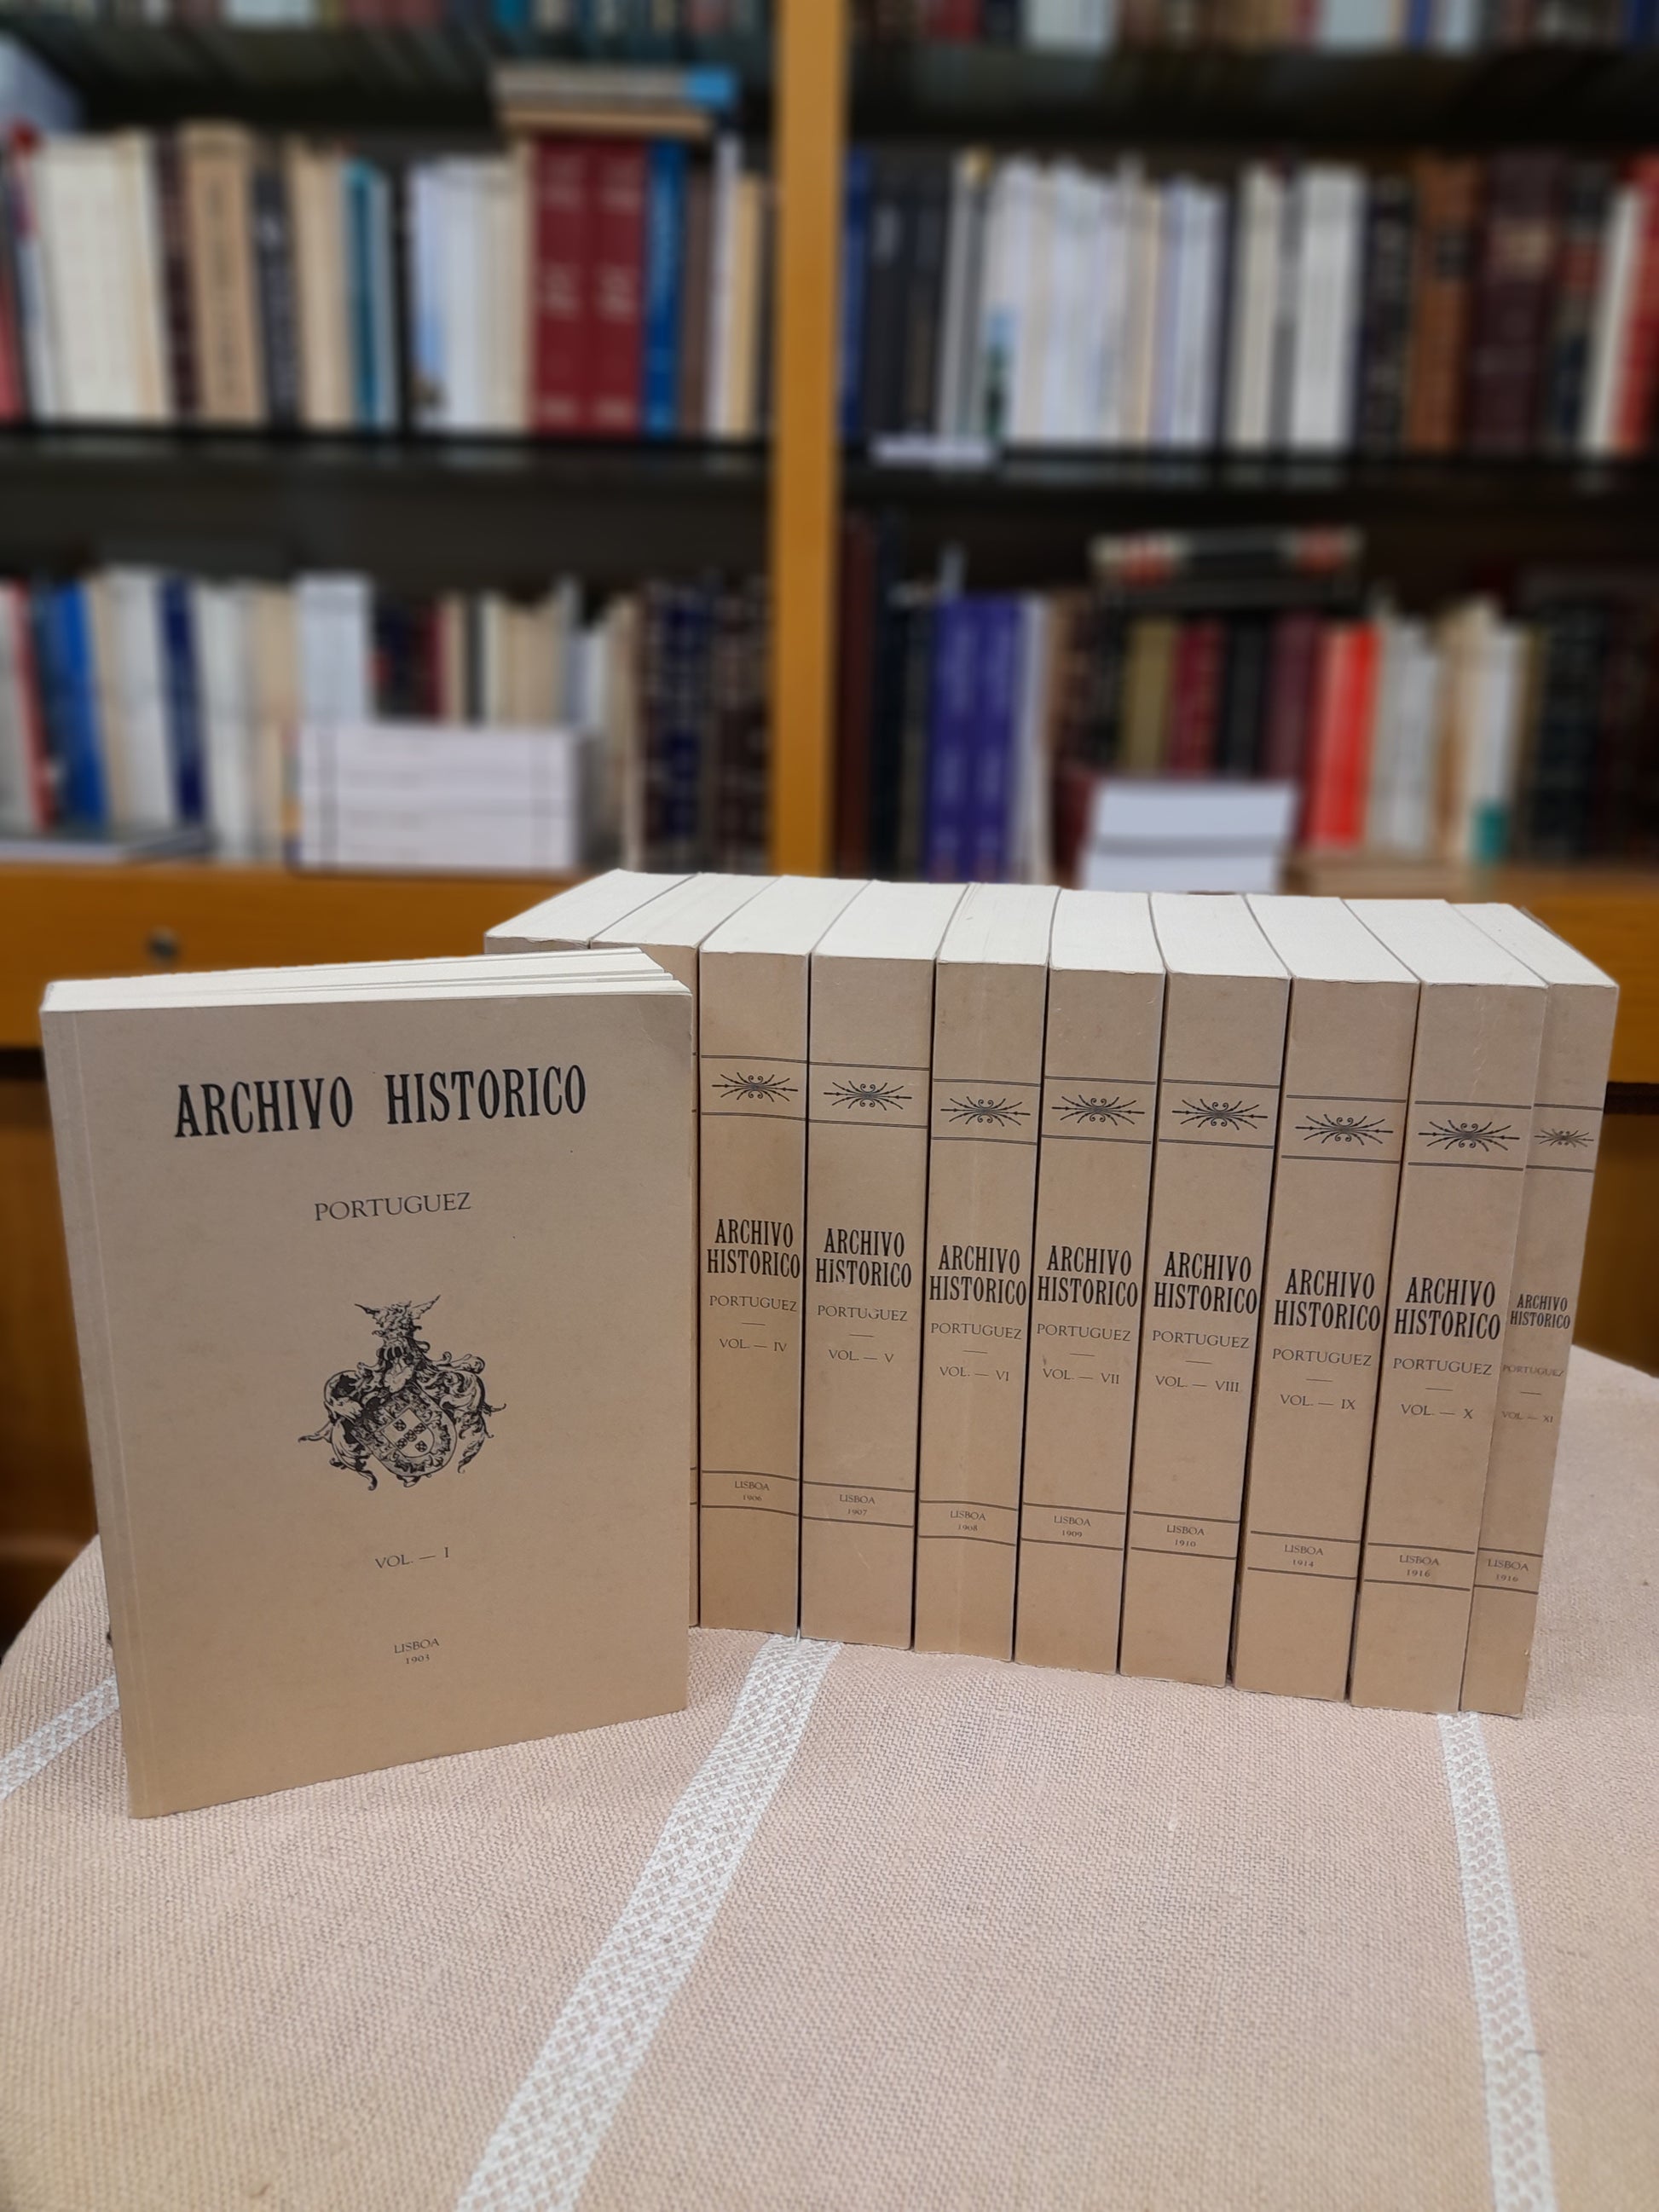 ARCHIVO HISTORICO
PORTUGUEZ
VOL. — I
LISBOA
1903
ARCHIVO
HISTORICO
PORTUGUEZ
VOL. — IV
LISBOA
1906
ARCHIVO
HISTORICO
PORTUGUEZ
VOL. — V
LISBOA
1907
ARCHIVO
HISTORICO
PORTUGUEZ
VOL. — VI
LISBOA
1908
ARCHIVO
HISTORICO
PORTUGUEZ
VOL. — VII
LISBOA
1909
ARCHIVO
HISTORICO
PORTUGUEZ
VOL. — VIII
LISBOA
1910
ARCHIVO
HISTORICO
PORTUGUEZ
VOL. — IX
LISBOA
1914
ARCHIVO
HISTORICO
PORTUGUEZ
VOL. — X
LISBOA
1916
ARCHIVO
HISTORICO
PORTUGUEZ
VOL — XI
LISBOA
1916